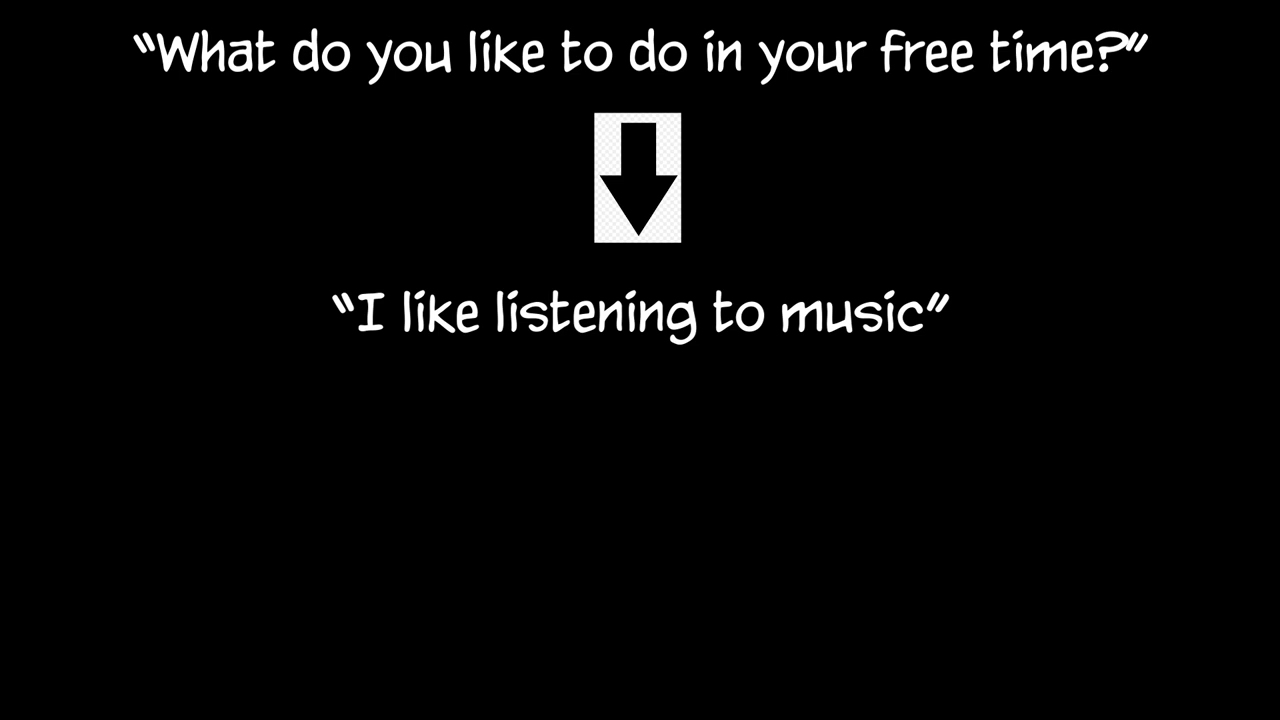 “What do you like to do in your free time?”
“I like listening to music”